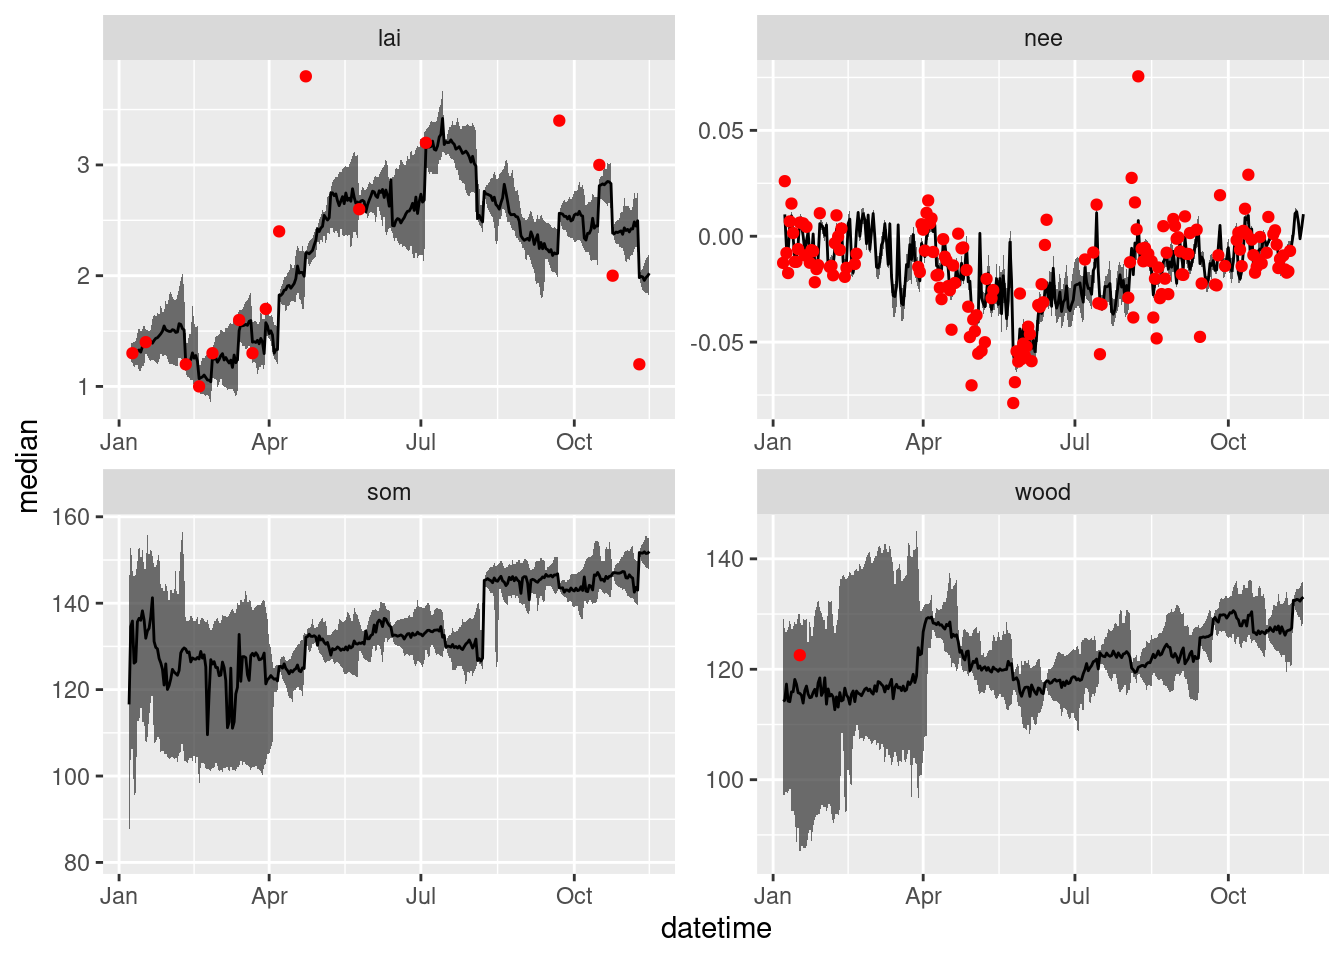 lai
nee
3
2
1
0.05
0.00
-0.05
Jan Apr Jul Oct
Jan Apr Jul Oct
median
som
wood
160
140
120
100
80
140
120
100
Jan Apr Jul Oct
Jan Apr Jul Oct
datetime